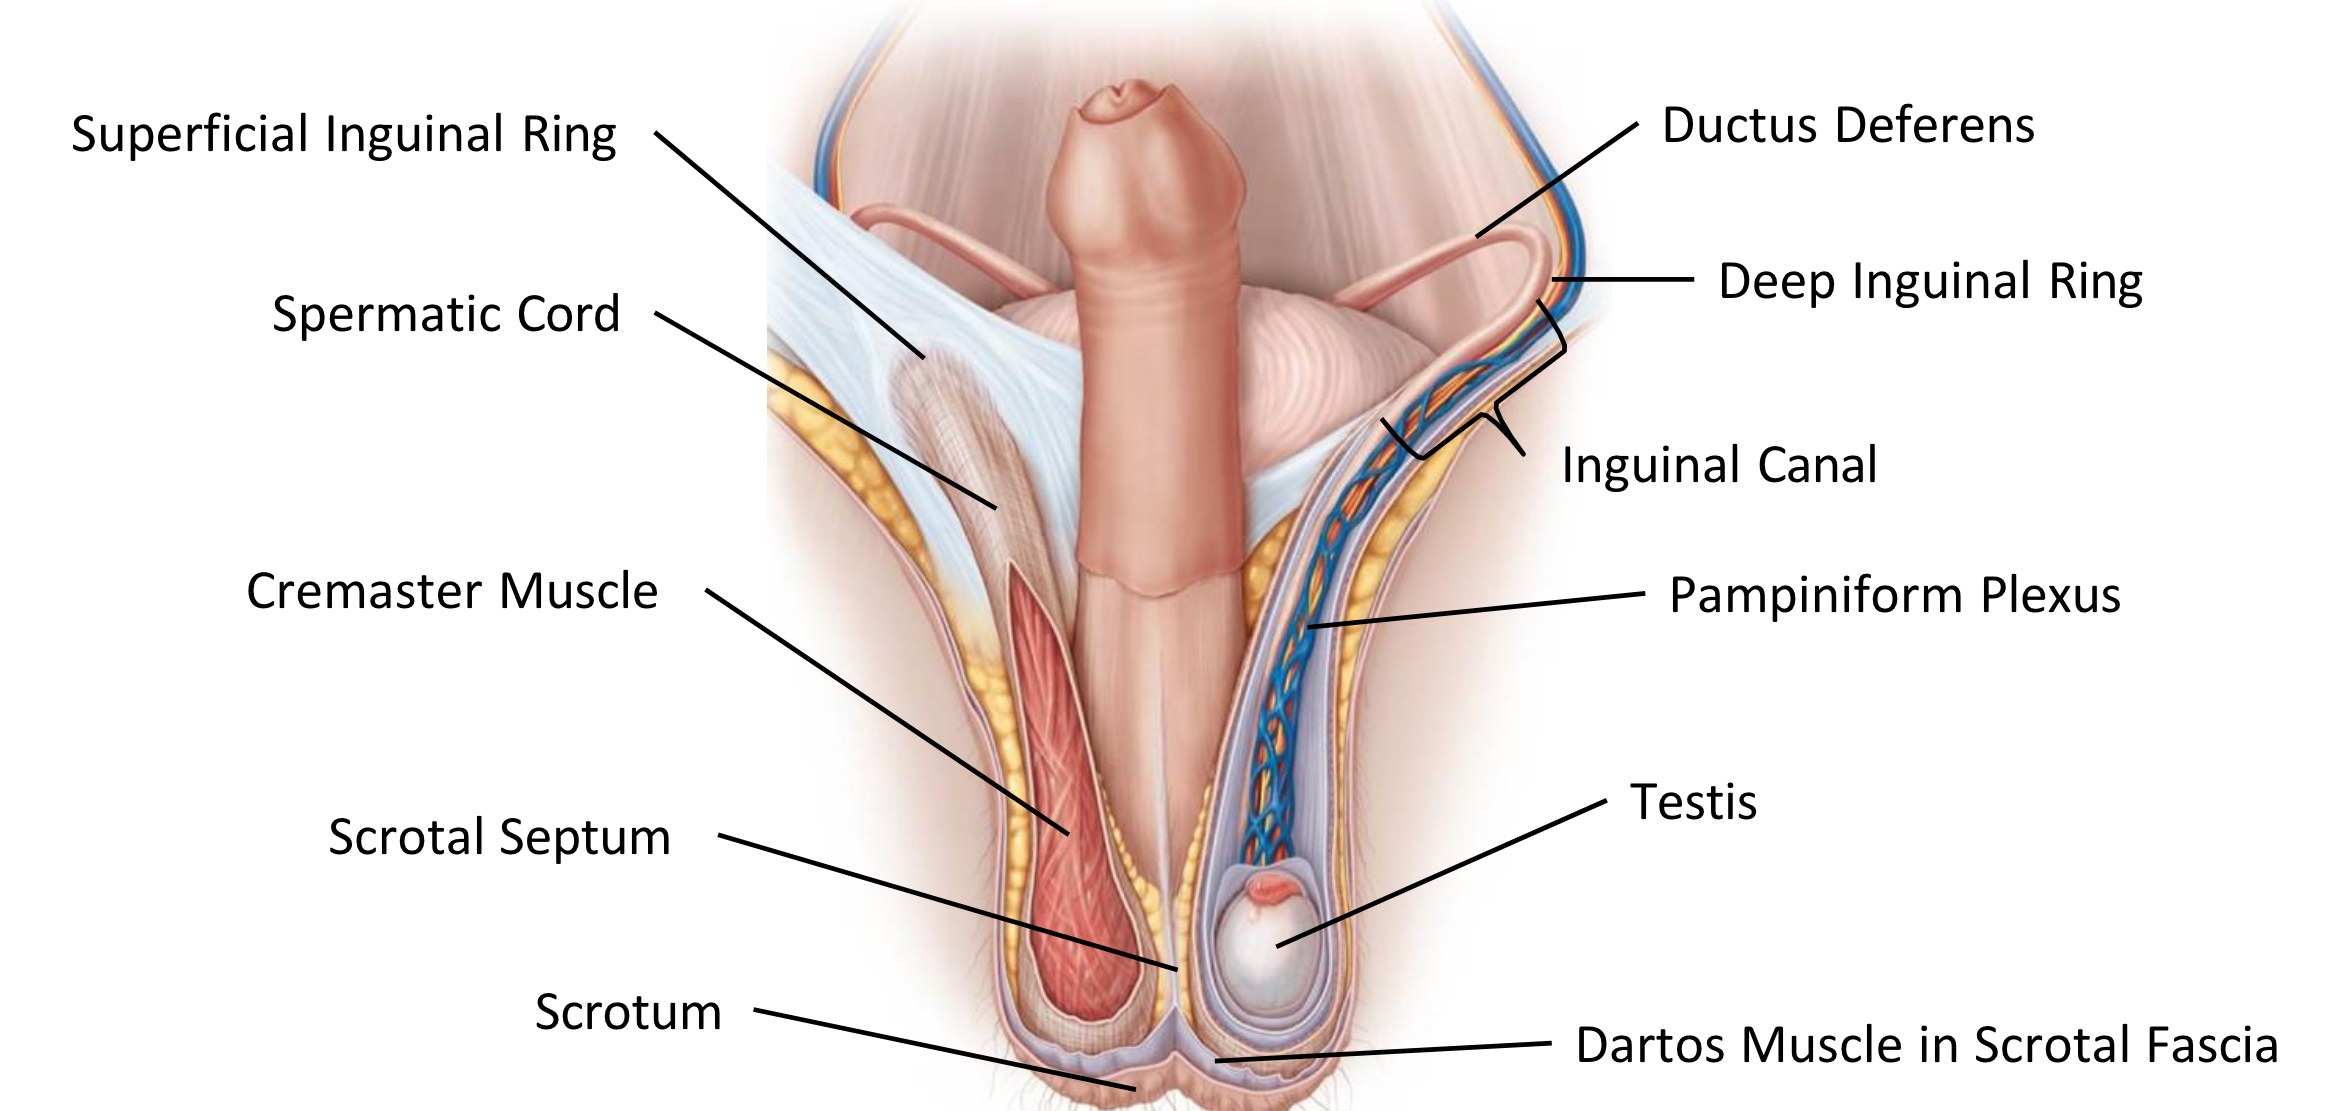 Superficial Inguinal Ring
Spermatic Cord
Cremaster Muscle
Scrotal Septum
Scrotum
Ductus Deferens
Deep Inguinal Ring
Inguinal Canal
Pampiniform Plexus
Testis
Dartos Muscle in Scrotal Fascia